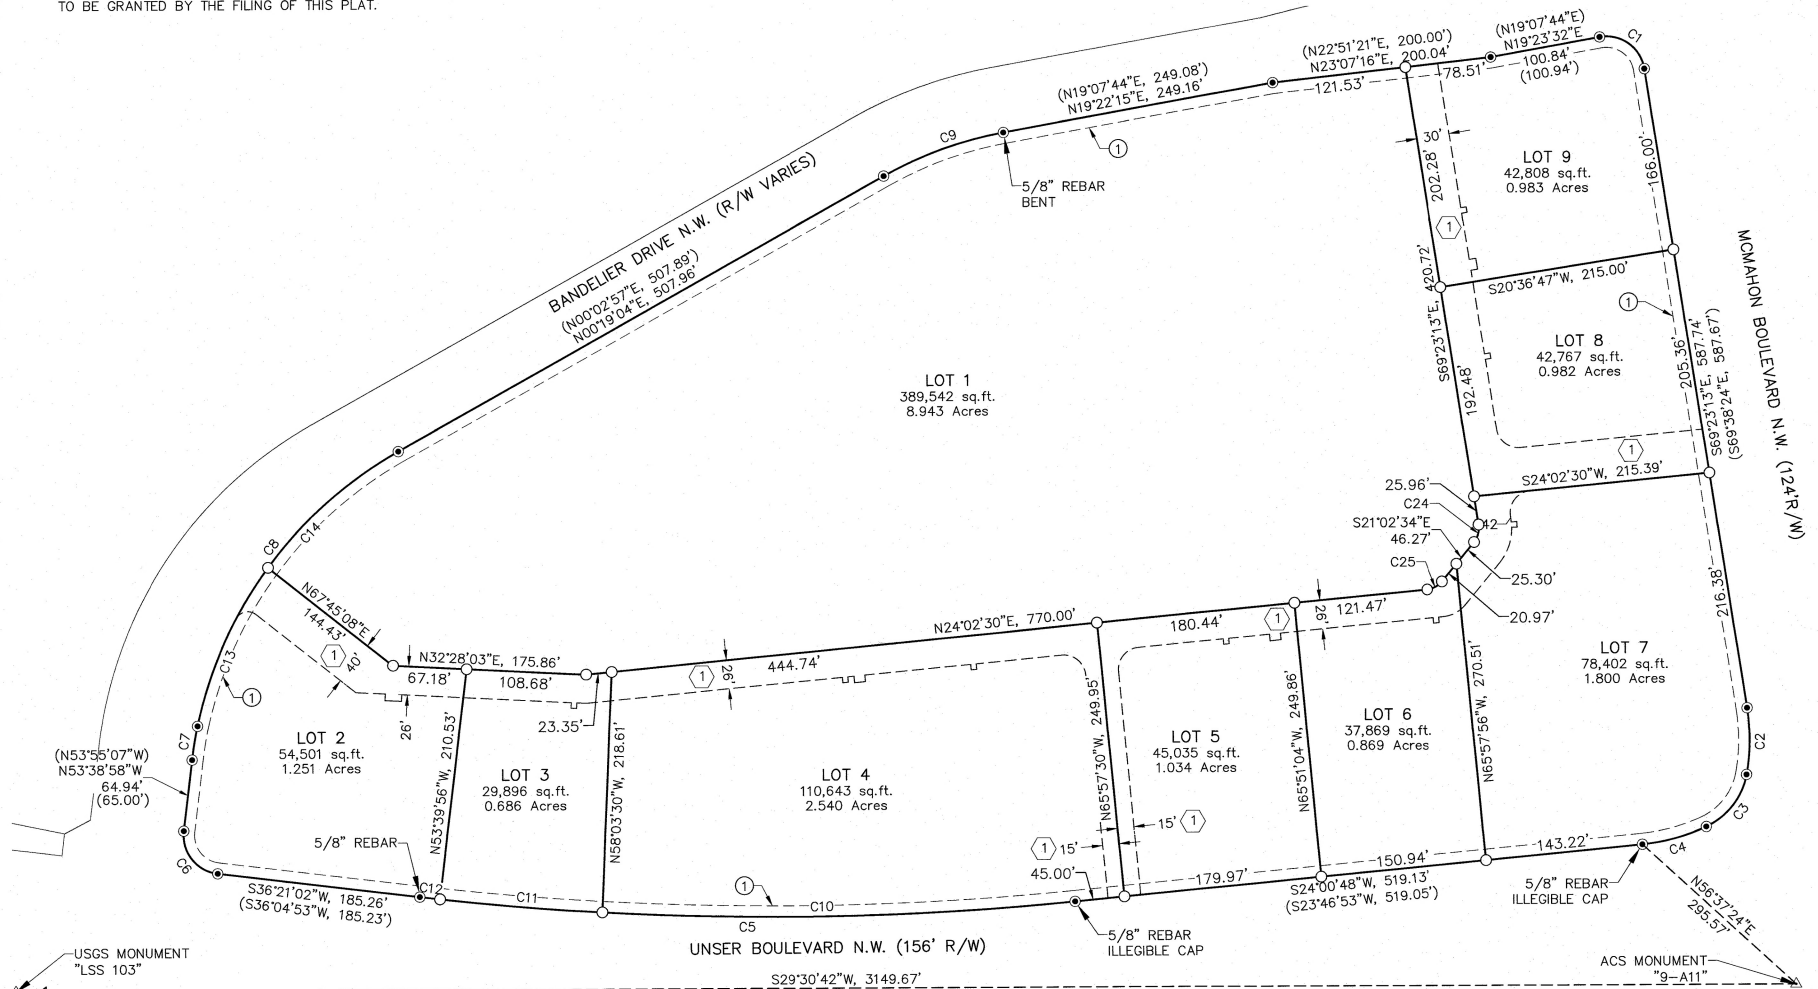 TO BE GRANTED BY THE FILING OF THIS PLAT.
(N19°07'44"E)
N19°23'32"E
100.84'
(100.94')
C1
(N22°51'21"E, 200.00')
N23°07'16"E, 200.04'
121.53'
78.51'
(N19°07'44"E, 249.08')
N19°22'15"E, 249.16'
C9
1
5/8" REBAR
BENT
BANDELIER DRIVE N.W. (R/W VARIES)
(N00°02'57"E, 507.89')
N00°19'04"E, 507.96'
30'
202.28'
1
LOT 9
42,808 sq.ft.
0.983 Acres
166.00'
S20°36'47"W, 215.00'
S69°23'13"E, 420.72'
192.48'
1
LOT 8
42,767 sq.ft.
0.982 Acres
205.36'
S69°23'13"E, 587.74'
(S69°38'24"E, 587.67')
MCMAHON BOULEVARD N.W. (124'R/W)
1
S24°02'30"W, 215.39'
LOT 1
389,542 sq.ft.
8.943 Acres
25.96'
C24
42
S21°02'34"E
46.27'
C25
25.30'
20.97'
C8
C14
N67°45'08"E
144.43'
1
40'
C13
1
C7
(N53°55'07"W)
N53°38'58"W
64.94'
(65.00')
C6
N32°28'03"E, 175.86'
67.18'
108.68'
26'
23.35'
N24°02'30"E, 770.00'
444.74'
1
26'
180.44'
1
26'
121.47'
216.38'
LOT 7
78,402 sq.ft.
1.800 Acres
C2
C3
C4
LOT 2
54,501 sq.ft.
1.251 Acres
N53°39'56"W, 210.53'
LOT 3
29,896 sq.ft.
0.686 Acres
N58°03'30"W, 218.61'
LOT 4
110,643 sq.ft.
2.540 Acres
N65°57'30"W, 249.95'
LOT 5
45,035 sq.ft.
1.034 Acres
N65°51'04"W, 249.86'
LOT 6
37,869 sq.ft.
0.869 Acres
N65°57'56"W, 270.51'
15'
1
1
15'
45.00'
5/8" REBAR
C12
C11
1
C10
C5
179.97'
150.94'
143.22'
S36°21'02"W, 185.26'
(S36°04'53"W, 185.23')
S24°00'48"W, 519.13'
(S23°46'53"W, 519.05')
5/8" REBAR
ILLEGIBLE CAP
5/8" REBAR
ILLEGIBLE CAP
N56°37'24"E
295.57'
UNSER BOULEVARD N.W. (156' R/W)
USGS MONUMENT
"LSS 103"
ACS MONUMENT
"9-A11"
S29°30'42"W, 3149.67'